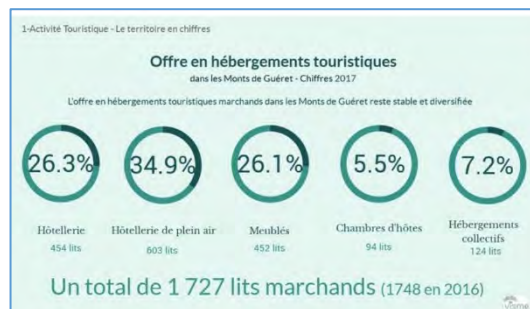 1-Activité Touristique - Le territoire en chiffres
Offre en hébergements touristiques
dans les Monts de Guéret - Chiffres 2017
L'offre en hébergements touristiques marchands dans les Monts de Guéret reste stable et diversifiée
26.3%
34.9%
26.1%
5.5%
7.2%
Hôtellerie
454 lits
Hôtellerie de plein air
603 lits
Meublés
452 lits
Chambres d'hôtes
94 lits
Hébergements
collectifs
124 lits
Un total de 1 727 lits marchands (1748 en 2016)
visme